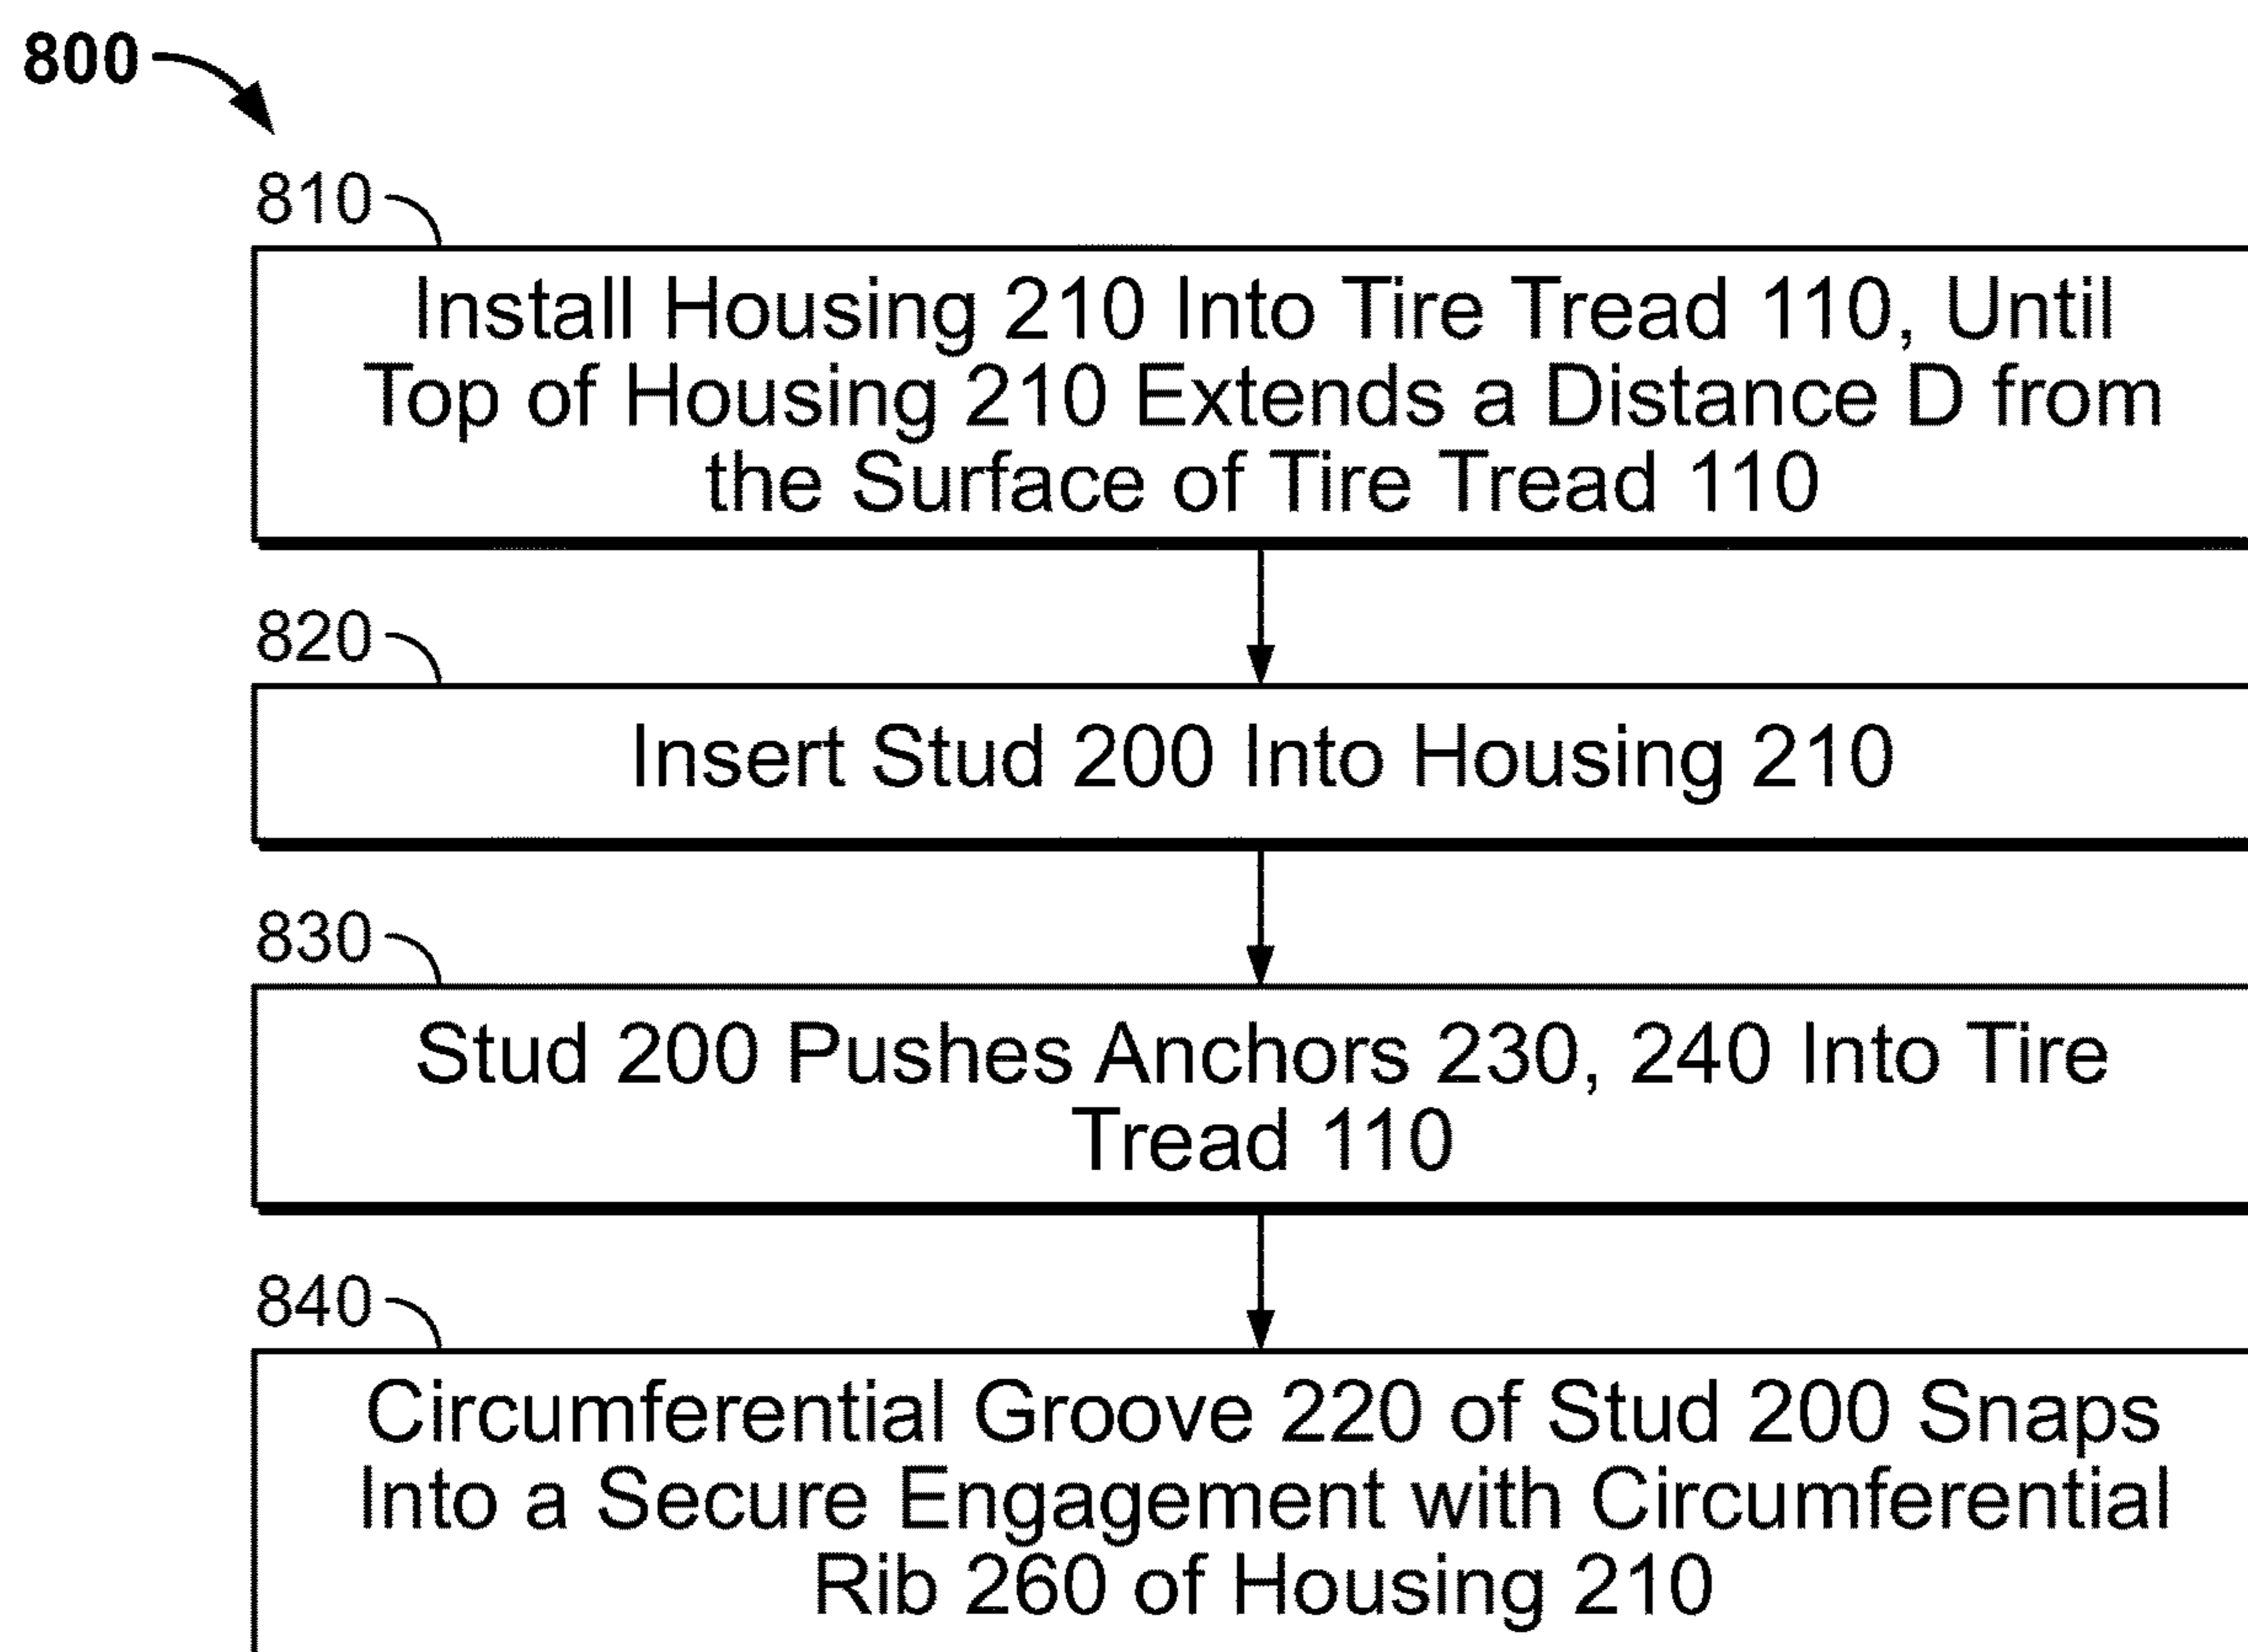 800
810
Install Housing 210 Into Tire Tread 110, Until
Top of Housing 210 Extends a Distance D from
the Surface of Tire Tread 110
820
Insert Stud 200 Into Housing 210
830
Stud 200 Pushes Anchors 230, 240 Into Tire
Tread 110
840
Circumferential Groove 220 of Stud 200 Snaps
Into a Secure Engagement with Circumferential
Rib 260 of Housing 210